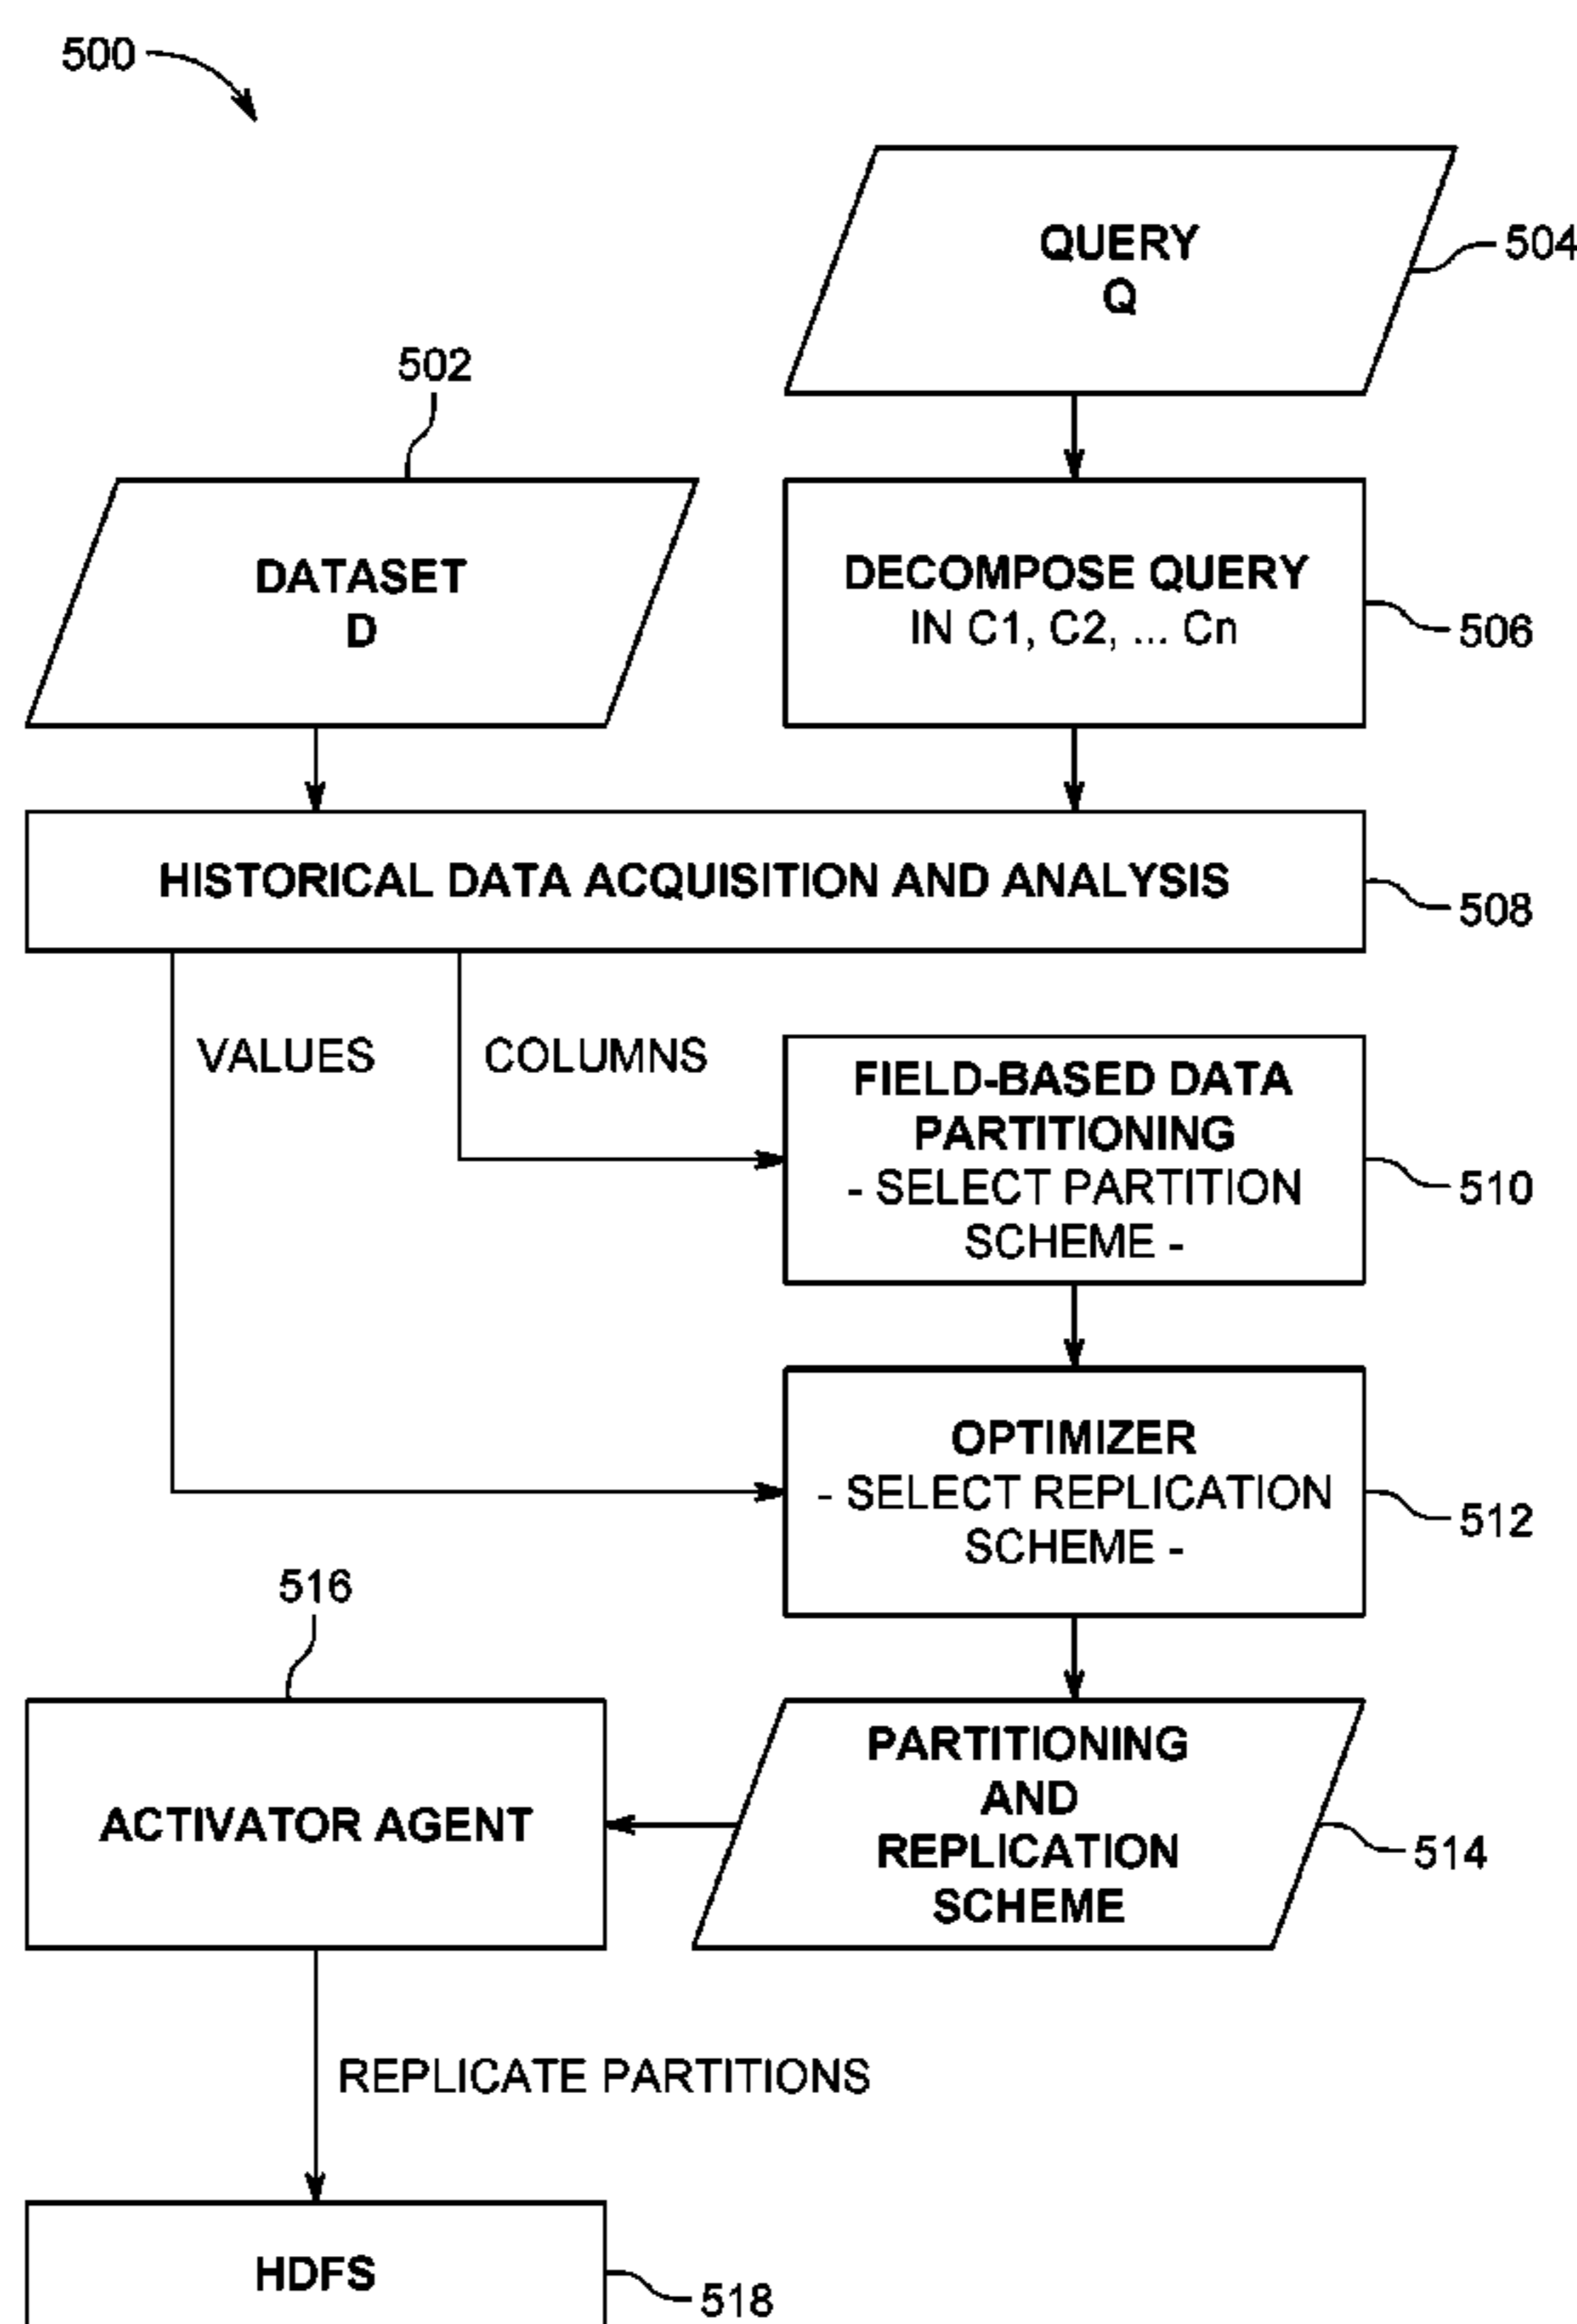 500
QUERY
Q
504
502
DATASET
D
DECOMPOSE QUERY
IN C1, C2, ... Cn
506
HISTORICAL DATA ACQUISITION AND ANALYSIS
508
VALUES
COLUMNS
FIELD-BASED DATA
PARTITIONING
- SELECT PARTITION
SCHEME -
510
OPTIMIZER
- SELECT REPLICATION
SCHEME -
512
516
ACTIVATOR AGENT
PARTITIONING
AND
REPLICATION
SCHEME
514
REPLICATE PARTITIONS
HDFS
518